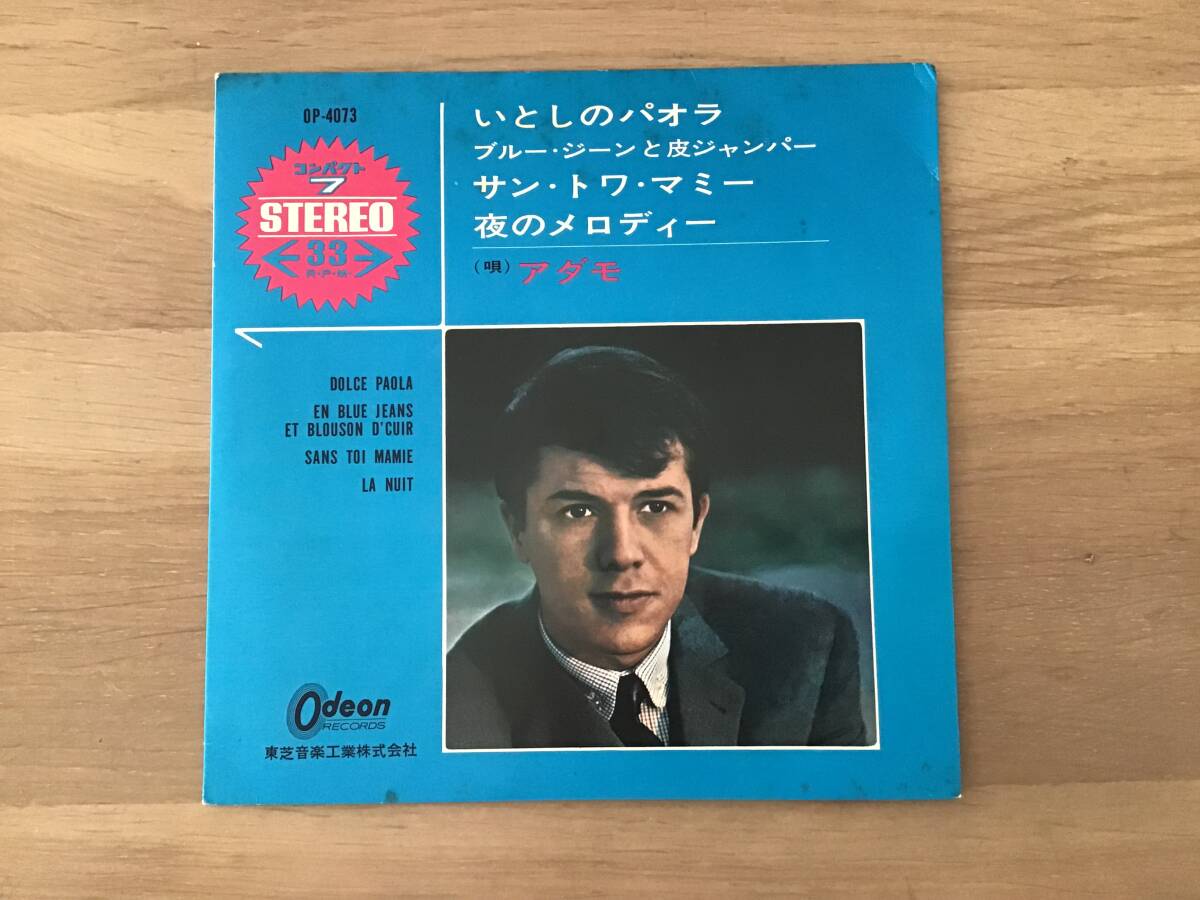 OP-4073
コンパクト
7
STEREO
33
R・P・M・
いとしのパオラ
ブルー・ジーンと皮ジャンパー
サン・トワ・マミー
夜のメロディー
(唄) アダモ
DOLCE PAOLA
EN BLUE JEANS
ET BLOUSON D'CUIR
SANS TOI MAMIE
LA NUIT
Odeon
RECORDS
東芝音楽工業株式会社